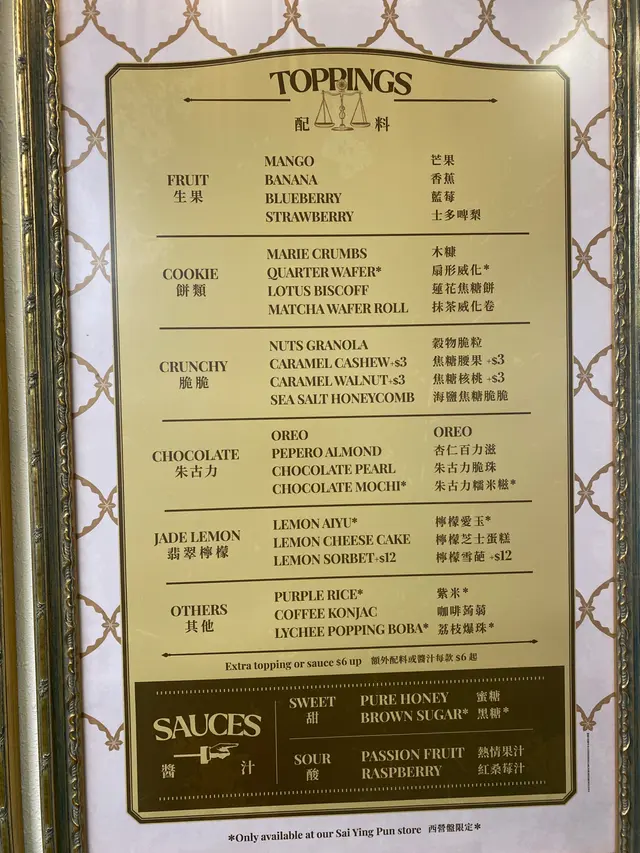 TOPPINGS
配 料
FRUIT
生果
MANGO 芒果
BANANA 香蕉
BLUEBERRY 藍莓
STRAWBERRY 士多啤梨
COOKIE
餅類
MARIE CRUMBS 木糠
QUARTER WAFER* 扇形威化*
LOTUS BISCOFF 蓮花焦糖餅
MATCHA WAFER ROLL 抹茶威化卷
CRUNCHY
脆脆
NUTS GRANOLA 穀物脆粒
CARAMEL CASHEW+$3 焦糖腰果 +$3
CARAMEL WALNUT+$3 焦糖核桃 +$3
SEA SALT HONEYCOMB 海鹽焦糖脆脆
CHOCOLATE
朱古力
OREO OREO
PEPERO ALMOND 杏仁百力滋
CHOCOLATE PEARL 朱古力脆珠
CHOCOLATE MOCHI* 朱古力糯米糍*
JADE LEMON
翡翠檸檬
LEMON AIYU* 檸檬愛玉*
LEMON CHEESE CAKE 檸檬芝士蛋糕
LEMON SORBET+$12 檸檬雪葩 +$12
OTHERS
其他
PURPLE RICE* 紫米*
COFFEE KONJAC 咖啡蒟蒻
LYCHEE POPPING BOBA* 荔枝爆珠*
Extra topping or sauce $6 up 額外配料或醬汁每款 $6 起
SAUCES
醬 汁
SWEET
甜
PURE HONEY 蜜糖
BROWN SUGAR* 黑糖*
SOUR
酸
PASSION FRUIT 熱情果汁
RASPBERRY 紅桑莓汁
*Only available at our Sai Ying Pun store 西營盤限定*